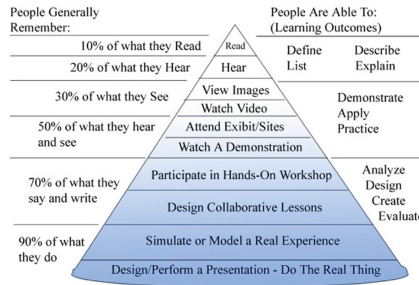 People Generally
Remember:
People Are Able To:
(Learning Outcomes)
10% of what they Read
Read
Define
Describe
List
Explain
20% of what they Hear
Hear
30% of what they See
View Images
Watch Video
Demonstrate
Apply
Practice
50% of what they hear
and see
Attend Exibit/Sites
Watch A Demonstration
70% of what they
say and write
Participate in Hands-On Workshop
Design Collaborative Lessons
Analyze
Design
Create
Evaluate
90% of what
they do
Simulate or Model a Real Experience
Design/Perform a Presentation - Do The Real Thing